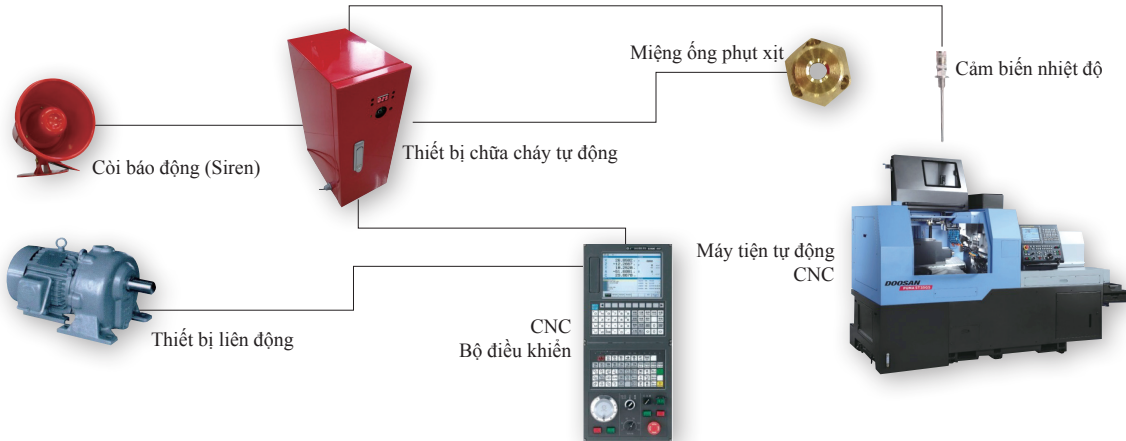 Miệng ống phụt xịt
Cảm biến nhiệt độ
Thiết bị chữa cháy tự động
Còi báo động (Siren)
Máy tiện tự động
CNC
DOOSAN
Thiết bị liên động
CNC
Bộ điều khiển